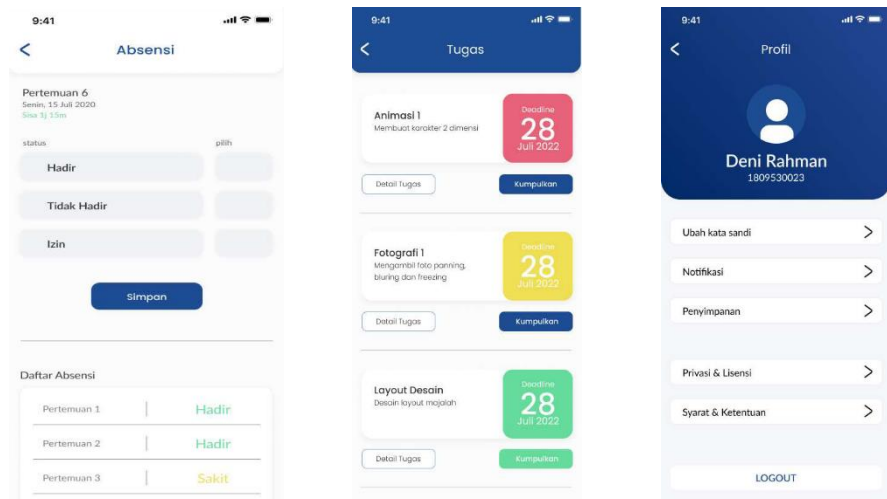 9:41
Absensi
Pertemuan 6
Senin, 15 Juli 2020
Sisa 1j 15m
status pilih
Hadir
Tidak Hadir
Izin
Simpan
Daftar Absensi
Pertemuan 1 Hadir
Pertemuan 2 Hadir
Pertemuan 3 Sakit
9:41
Tugas
Animasi 1
Membuat karakter 2 dimensi
Deadline
28
Juli 2022
Detail Tugas Kumpulkan
Fotografi 1
Mengambil foto panning,
bluring dan freezing
Deadline
28
Juli 2022
Detail Tugas Kumpulkan
Layout Desain
Desain layout majalah
Deadline
28
Juli 2022
Detail Tugas Kumpulkan
9:41
Profil
Deni Rahman
1809530023
Ubah kata sandi
Notifikasi
Penyimpanan
Privasi & Lisensi
Syarat & Ketentuan
LOGOUT